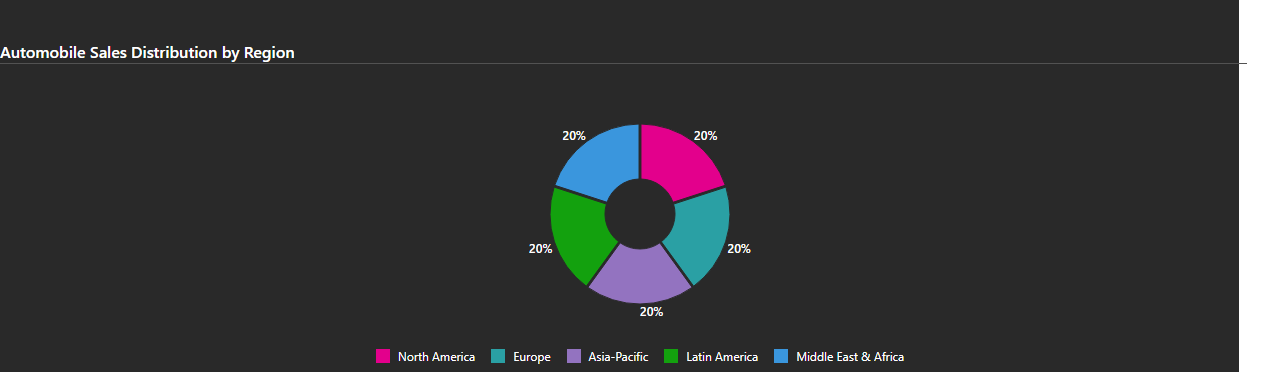 Automobile Sales Distribution by Region
20% 20%
20% 20%
20%
North America Europe Asia-Pacific Latin America Middle East & Africa